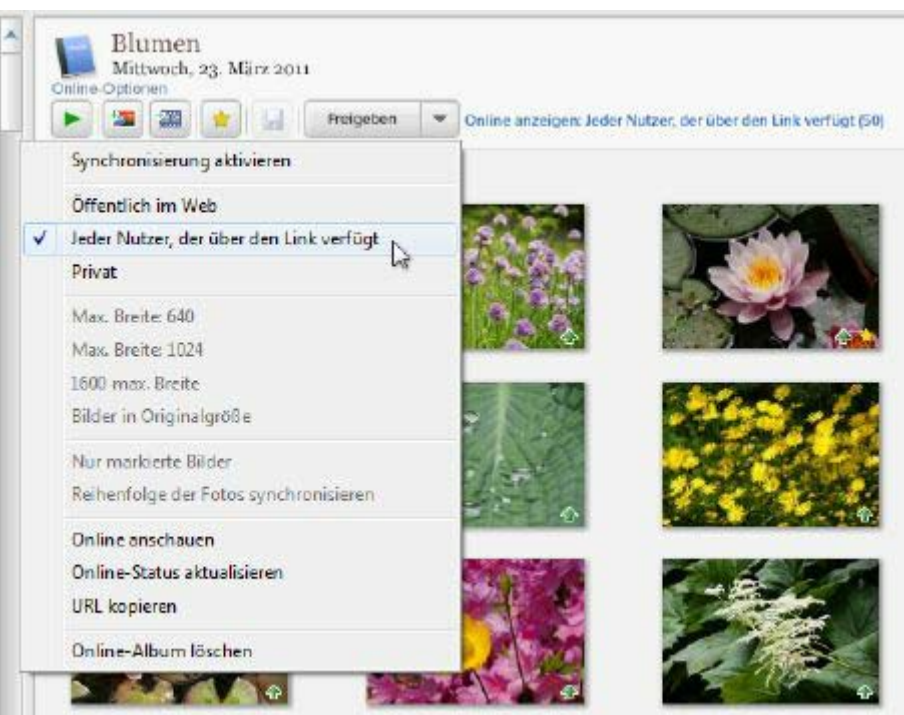 Blumen
Mittwoch, 23. März 2011
Online-Optionen
Freigeben
Online anzeigen: Jeder Nutzer, der über den Link verfügt (50)
Synchronisierung aktivieren
Öffentlich im Web
Jeder Nutzer, der über den Link verfügt
Privat
Max. Breite: 640
Max. Breite: 1024
1600 max. Breite
Bilder in Originalgröße
Nur markierte Bilder
Reihenfolge der Fotos synchronisieren
Online anschauen
Online-Status aktualisieren
URL kopieren
Online-Album löschen